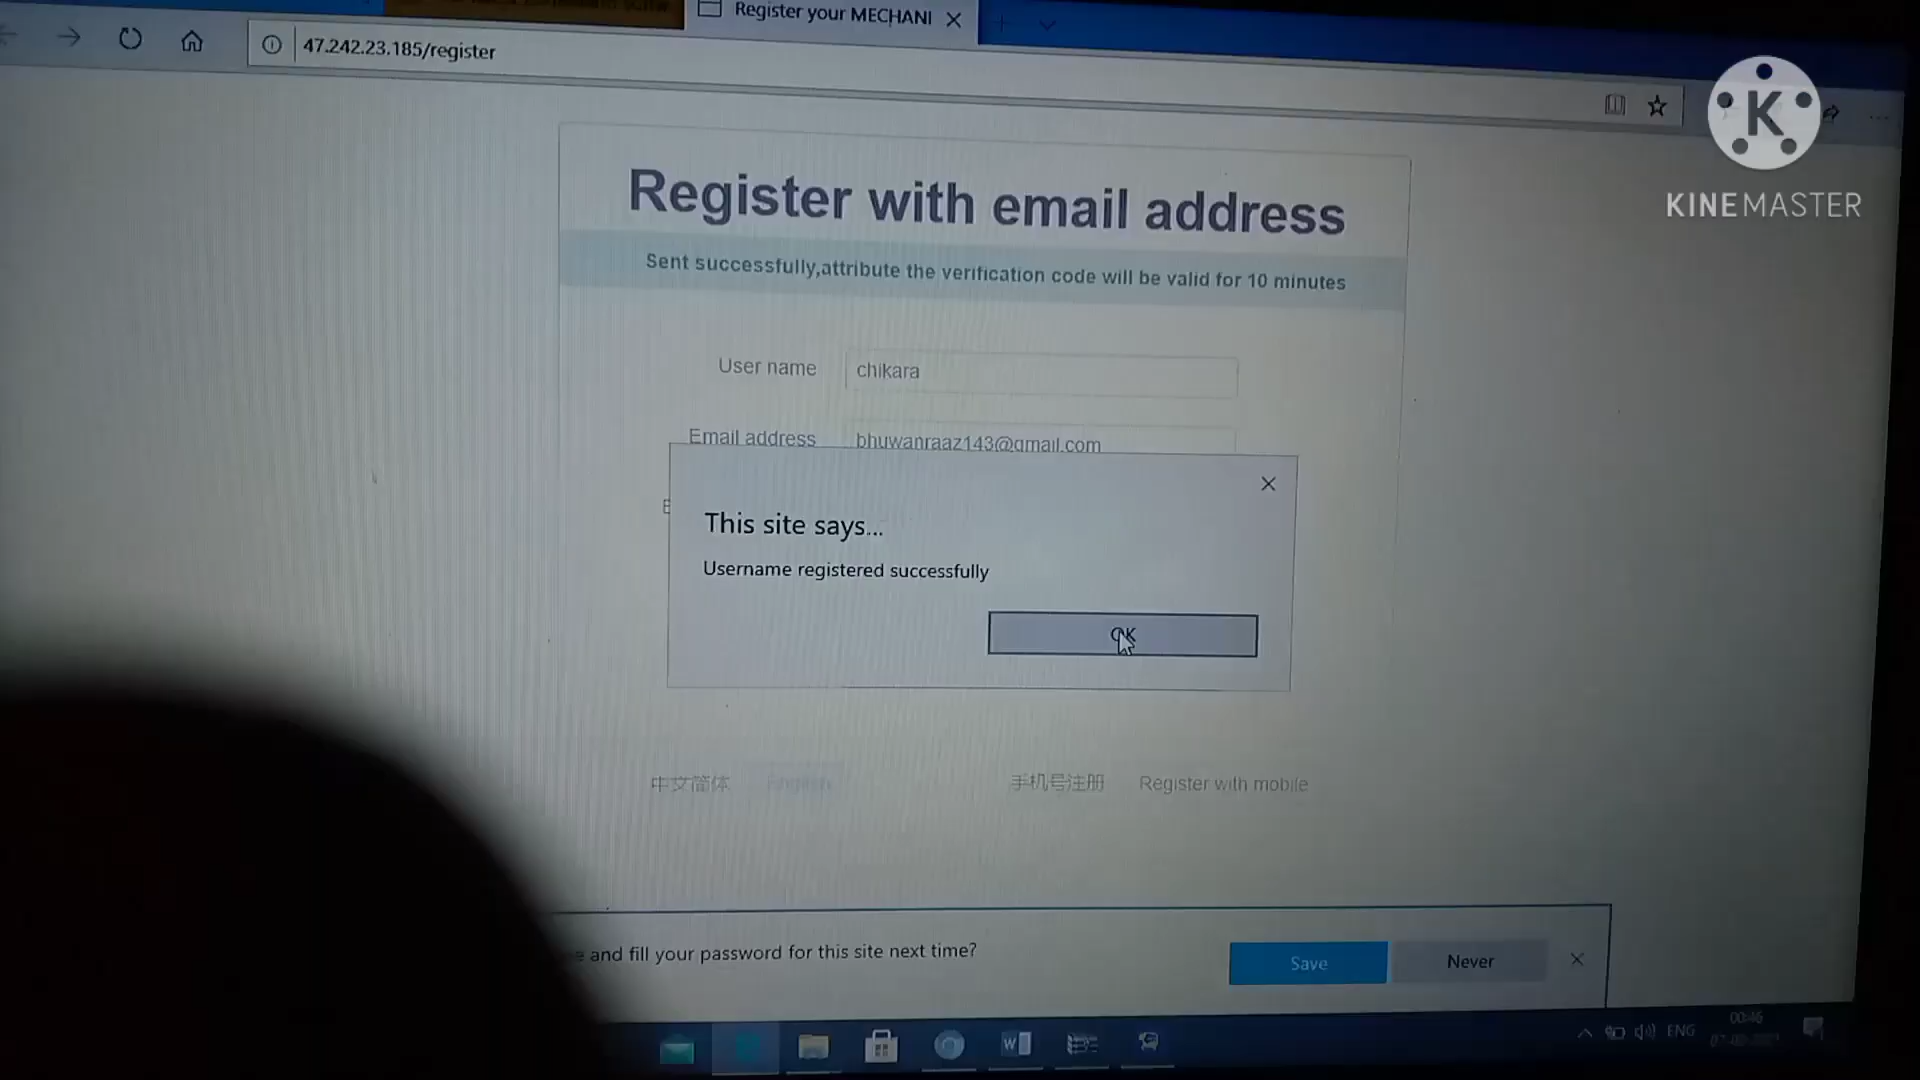 Register your MECHANI
47.242.23.185/register
KINEMASTER
Register with email address
Sent successfully,attribute the verification code will be valid for 10 minutes
User name chikara
Email address bhuwanraaz143@gmail.com
This site says...
Username registered successfully
OK
中文简体 English 手机号注册 Register with mobile
and fill your password for this site next time?
Save Never
ENG 00:46